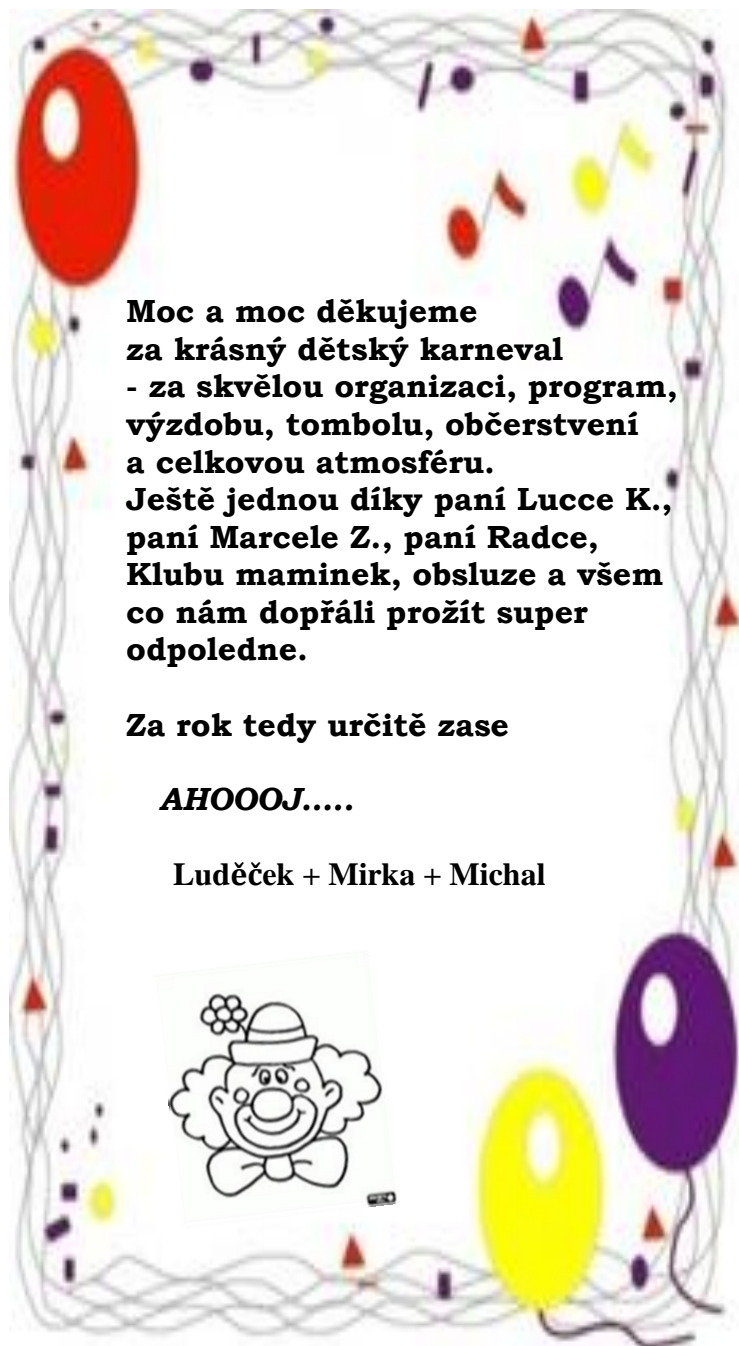 Moc a moc děkujeme
za krásný dětský karneval
- za skvělou organizaci, program,
výzdobu, tombolu, občerstvení
a celkovou atmosféru.
Ještě jednou díky paní Lucce K.,
paní Marcele Z., paní Radce,
Klubu maminek, obsluze a všem
co nám dopřáli prožít super
odpoledne.
Za rok tedy určitě zase
AHOOOJ.....
Luděček + Mirka + Michal